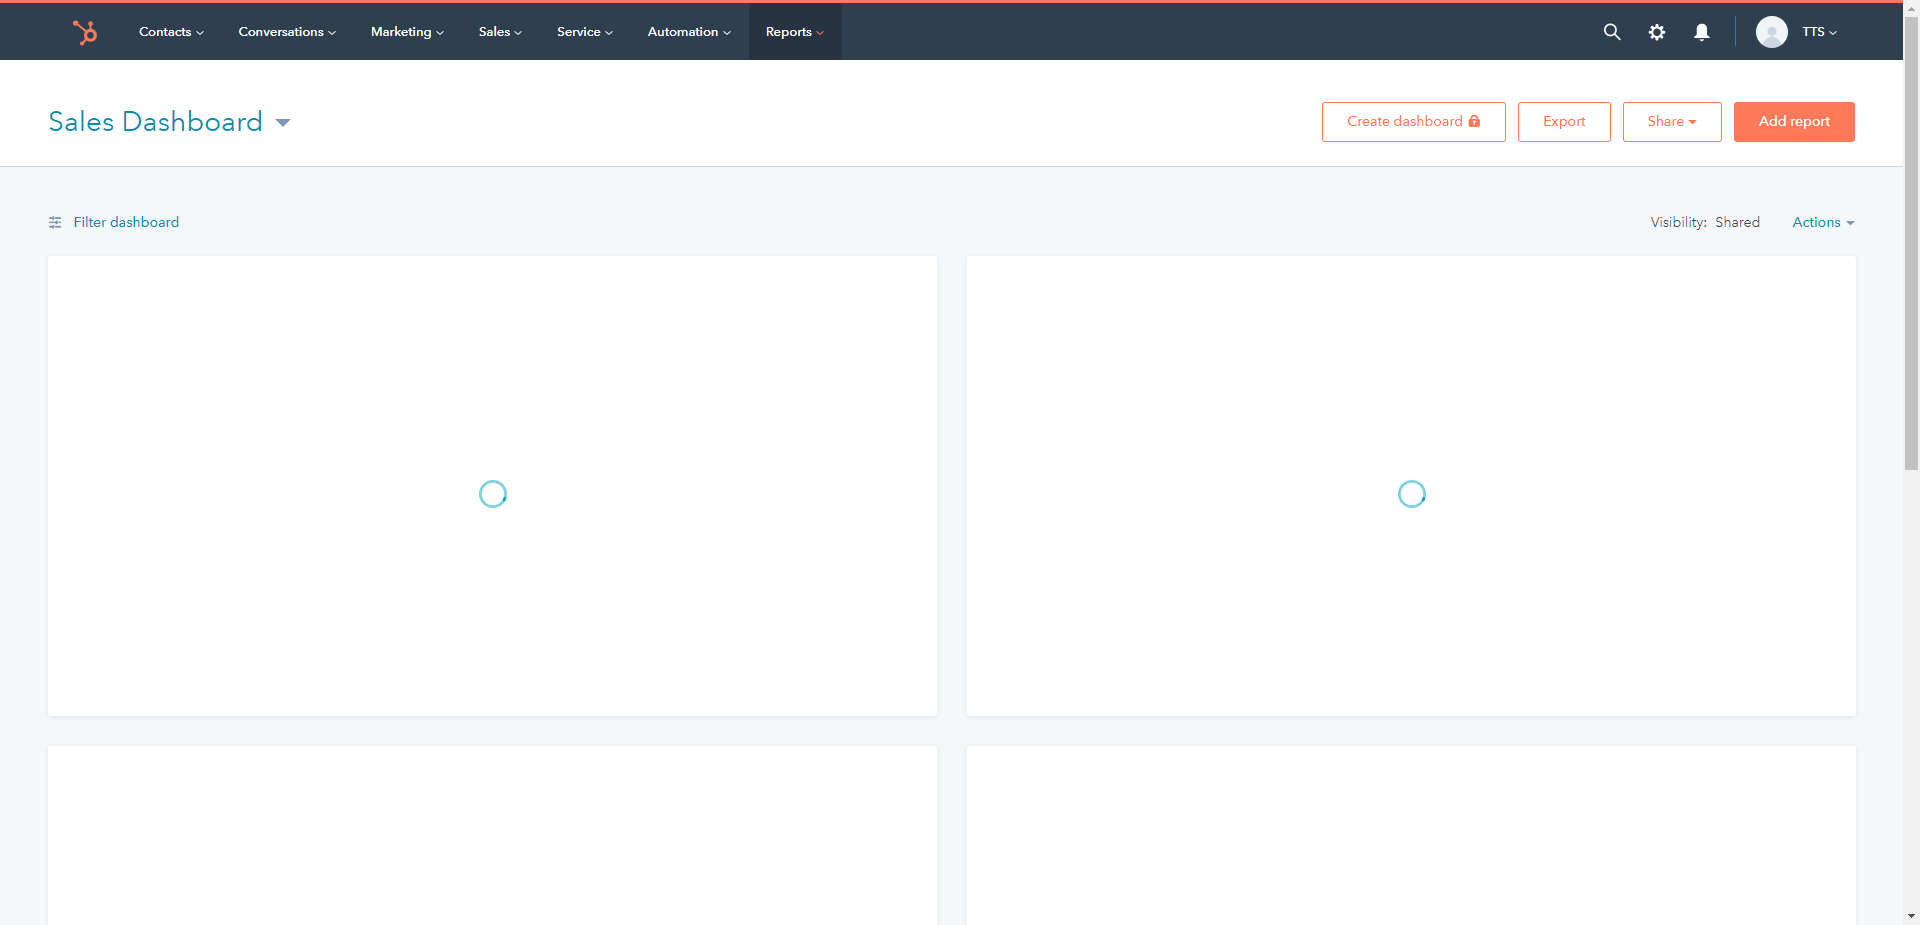 Contacts Conversations Marketing Sales Service Automation Reports TTS
Sales Dashboard Create dashboard Export Share Add report
Filter dashboard Visibility: Shared Actions